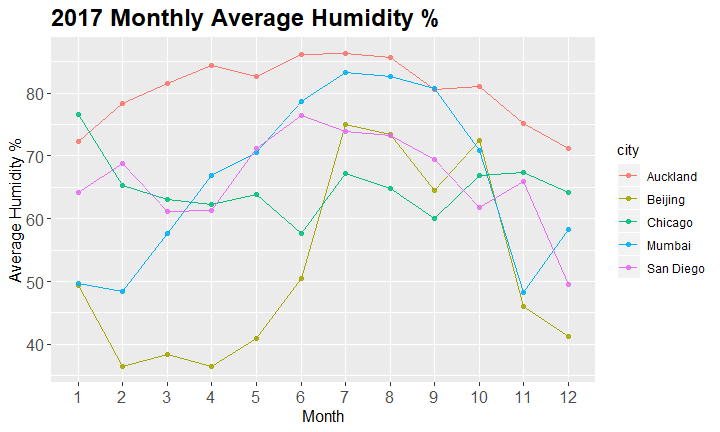 2017 Monthly Average Humidity %
Average Humidity %
80
70
60
50
40
1 2 3 4 5 6 7 8 9 10 11 12
Month
city
Auckland
Beijing
Chicago
Mumbai
San Diego